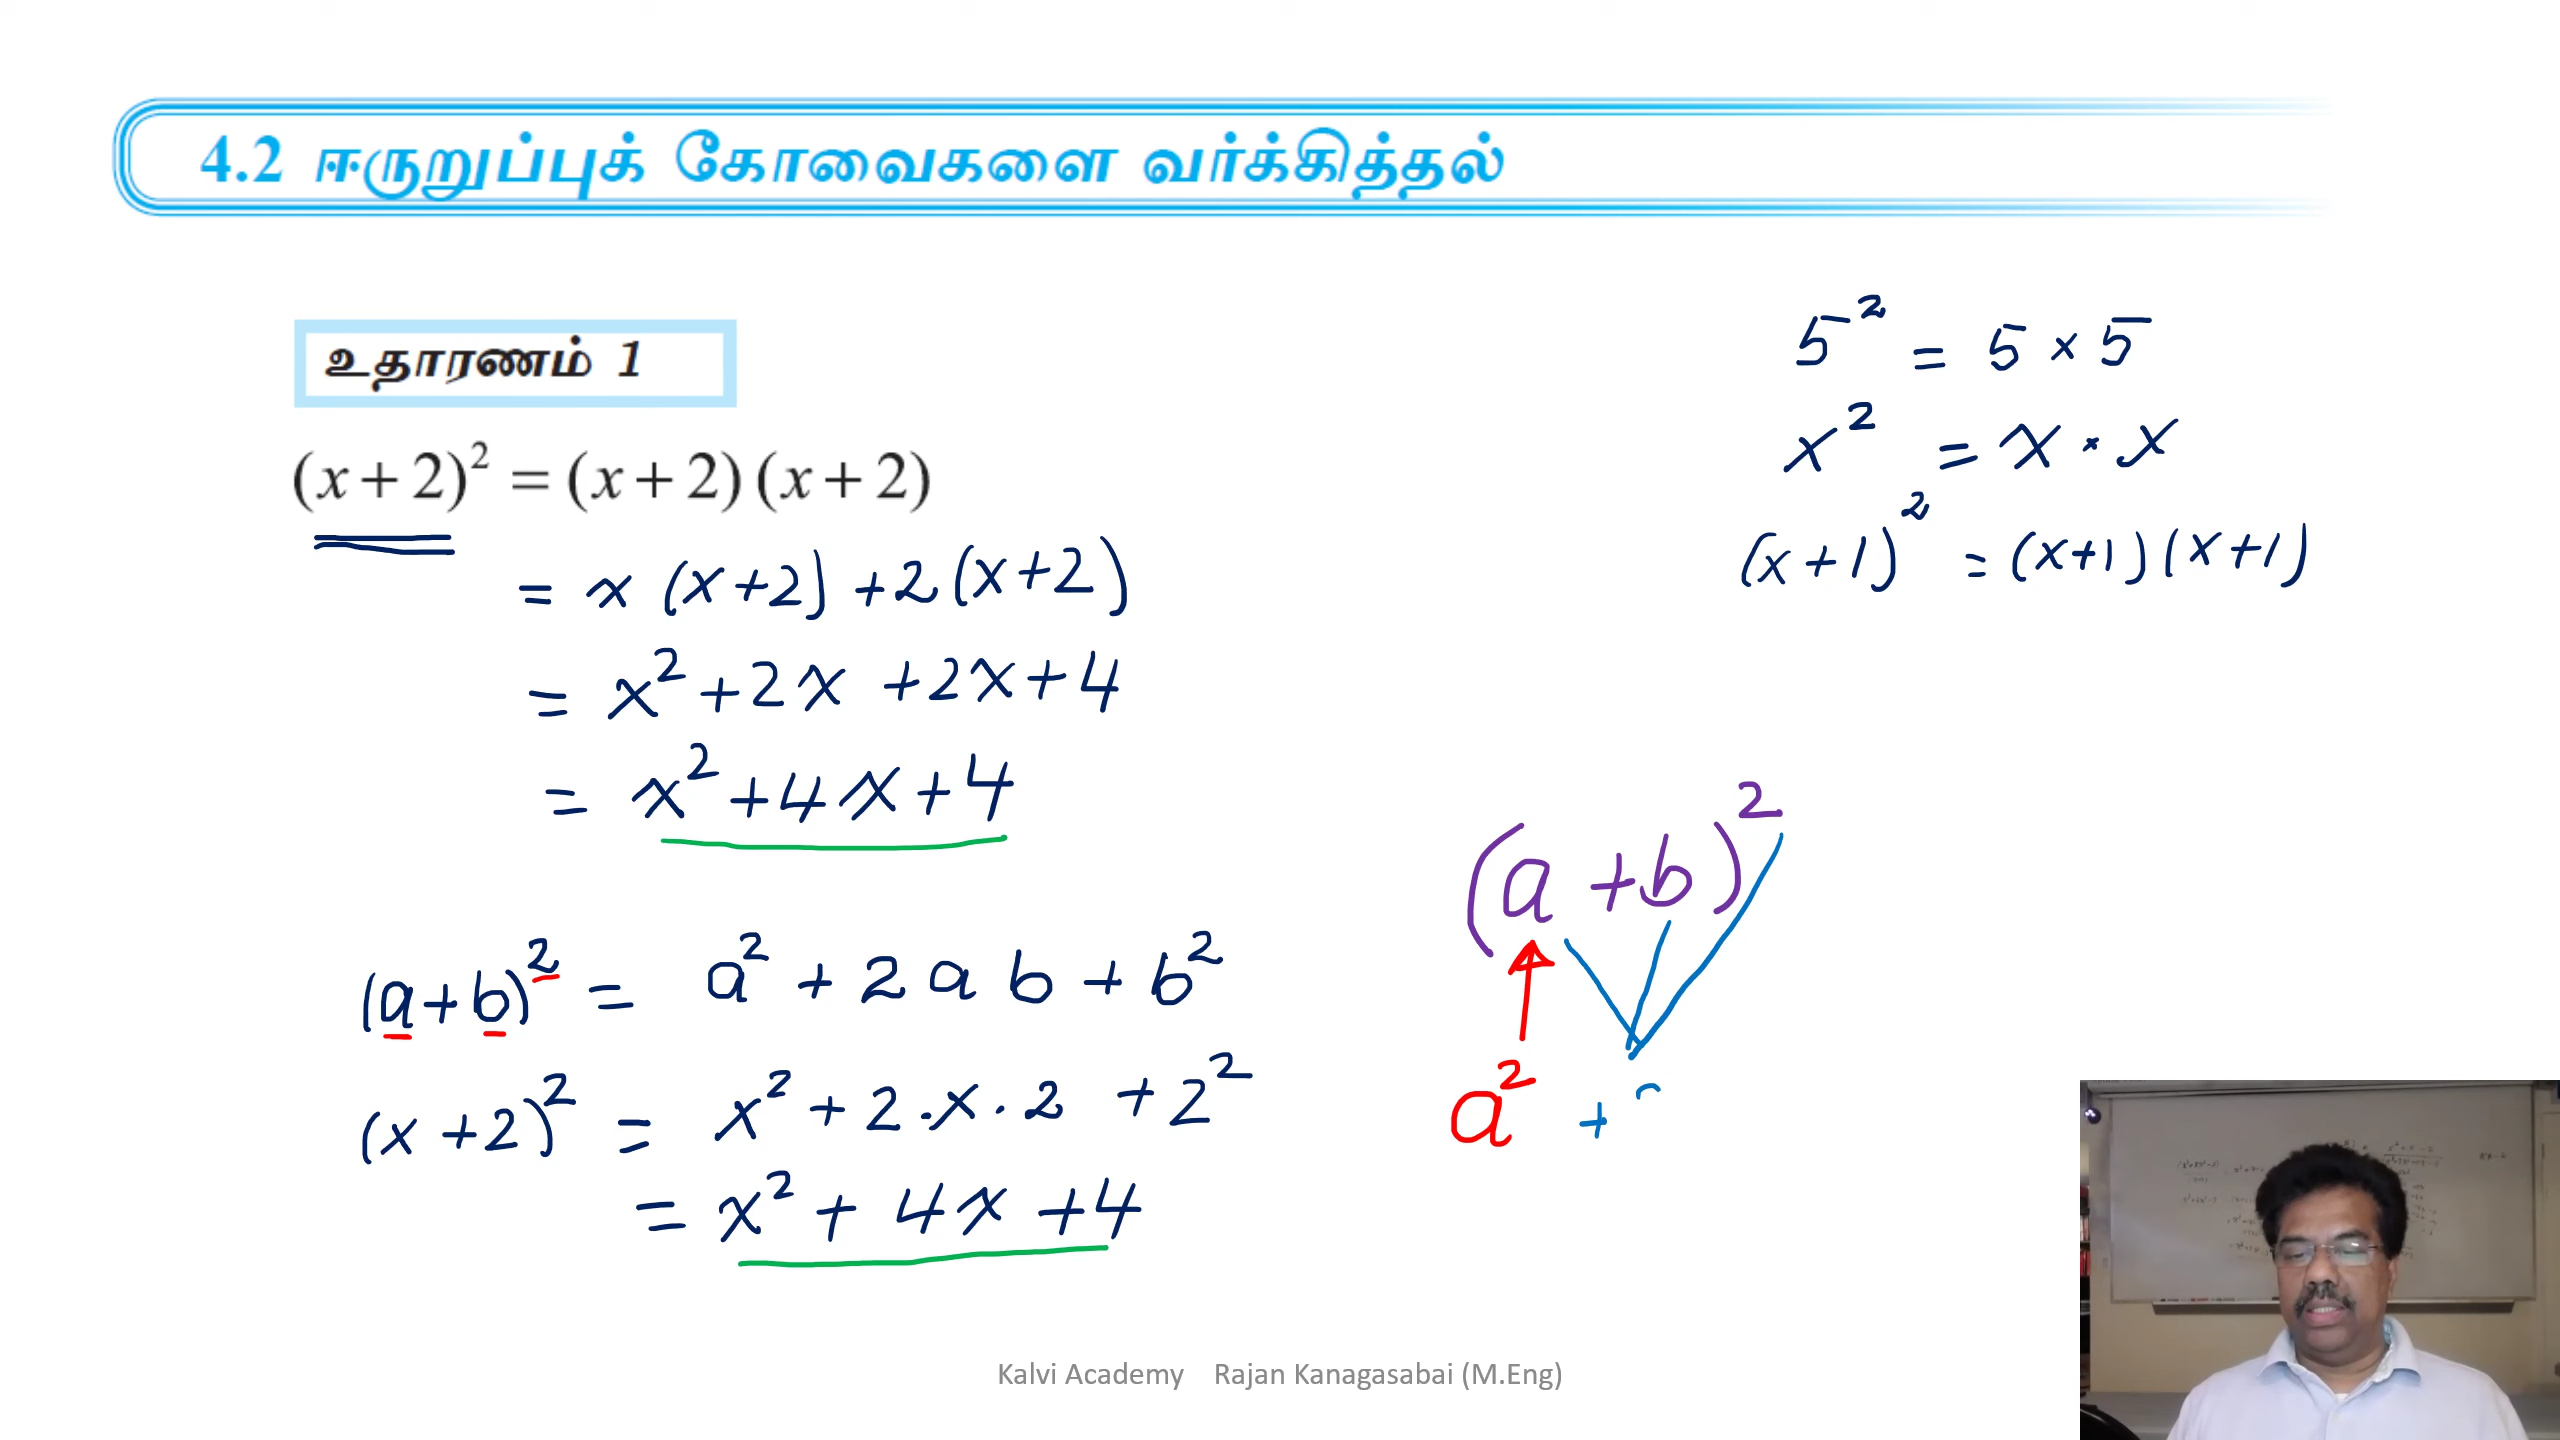 4.2 ஈருறுப்புக் கோவைகளை வர்க்கித்தல்
உதாரணம் 1
(x + 2)² = (x + 2) (x + 2)
= x (x+2) + 2 (x+2)
= x² + 2x + 2x + 4
= x² + 4x + 4
(a+b)² = a² + 2 a b + b²
(x +2)² = x² + 2 . x . 2 + 2²
= x² + 4x + 4
5² = 5 × 5
x² = x · x
(x + 1)² = (x+1) (x+1)
(a + b)²
a² +
Kalvi Academy Rajan Kanagasabai (M.Eng)